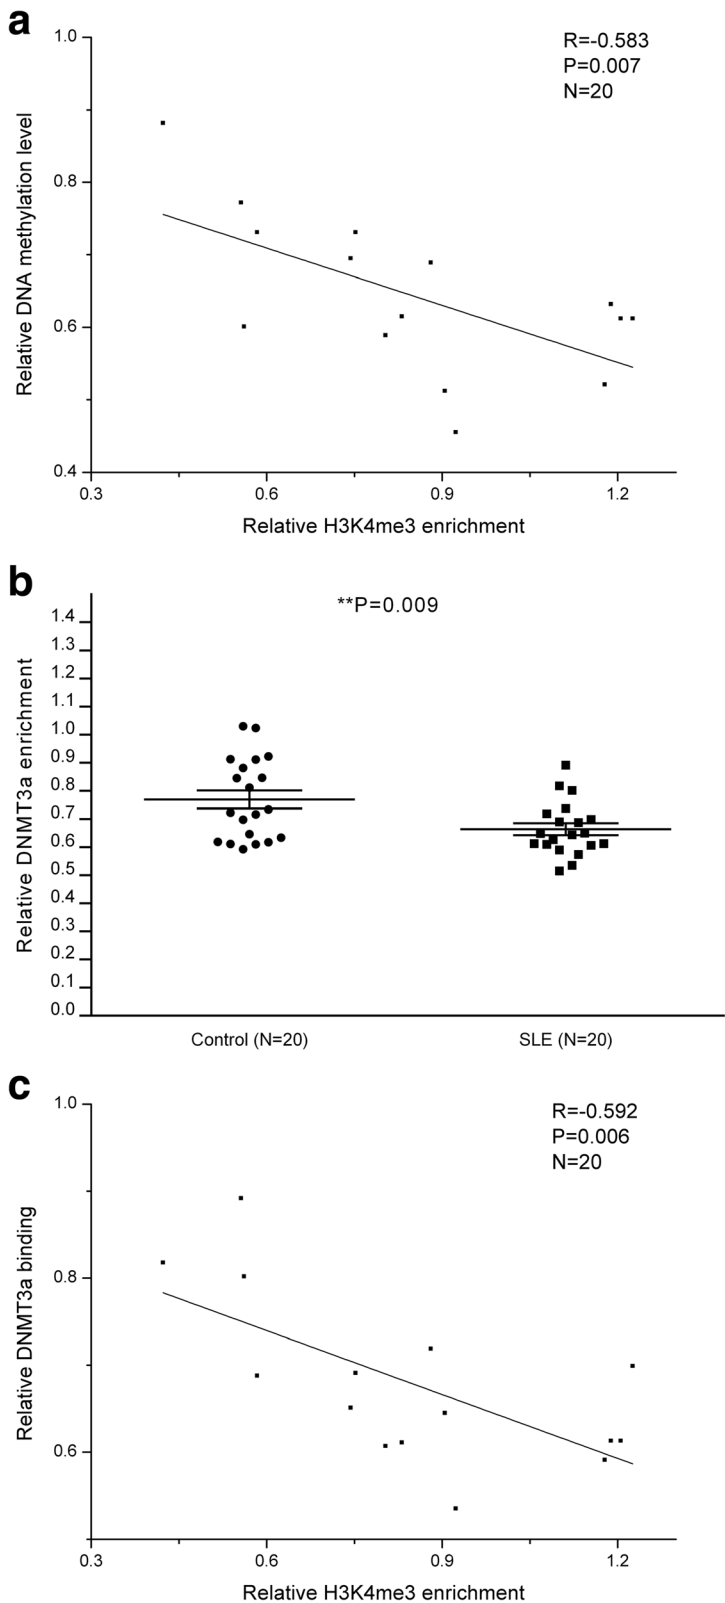 a
R=-0.583
P=0.007
N=20
Relative DNA methylation level
1.0
0.8
0.6
0.4
0.3 0.6 0.9 1.2
Relative H3K4me3 enrichment
b
**P=0.009
Relative DNMT3a enrichment
1.4
1.3
1.2
1.1
1.0
0.9
0.8
0.7
0.6
0.5
0.4
0.3
0.2
0.1
0.0
Control (N=20) SLE (N=20)
c
R=-0.592
P=0.006
N=20
Relative DNMT3a binding
1.0
0.8
0.6
0.3 0.6 0.9 1.2
Relative H3K4me3 enrichment